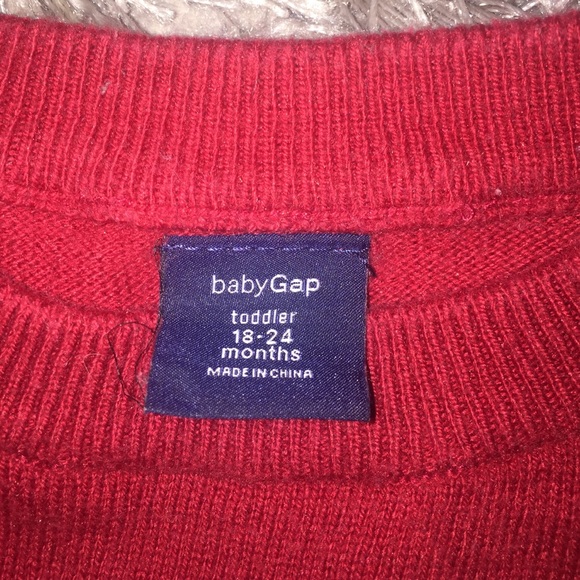 babyGap
toddler
18-24
months
MADE IN CHINA